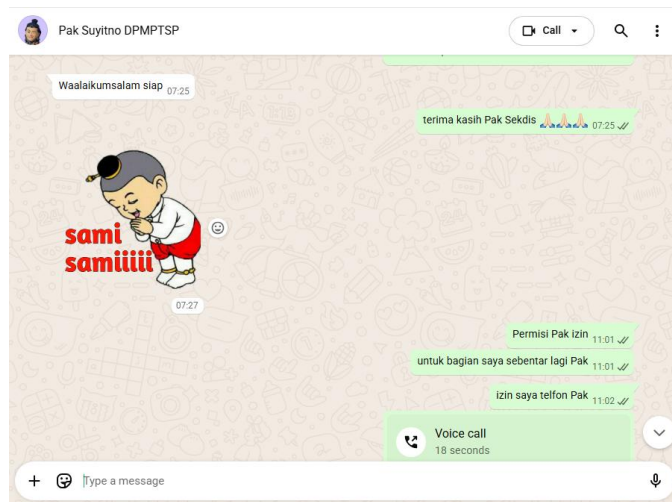 Pak Suyitno DPMPTSP
Call
Waalaikumsalam siap 07:25
terima kasih Pak Sekdis 🙏🏻🙏🏻🙏🏻 07:25
sami
samiiiii
07:27
Permisi Pak izin 11:01
untuk bagian saya sebentar lagi Pak 11:01
izin saya telfon Pak 11:02
Voice call
18 seconds
Type a message